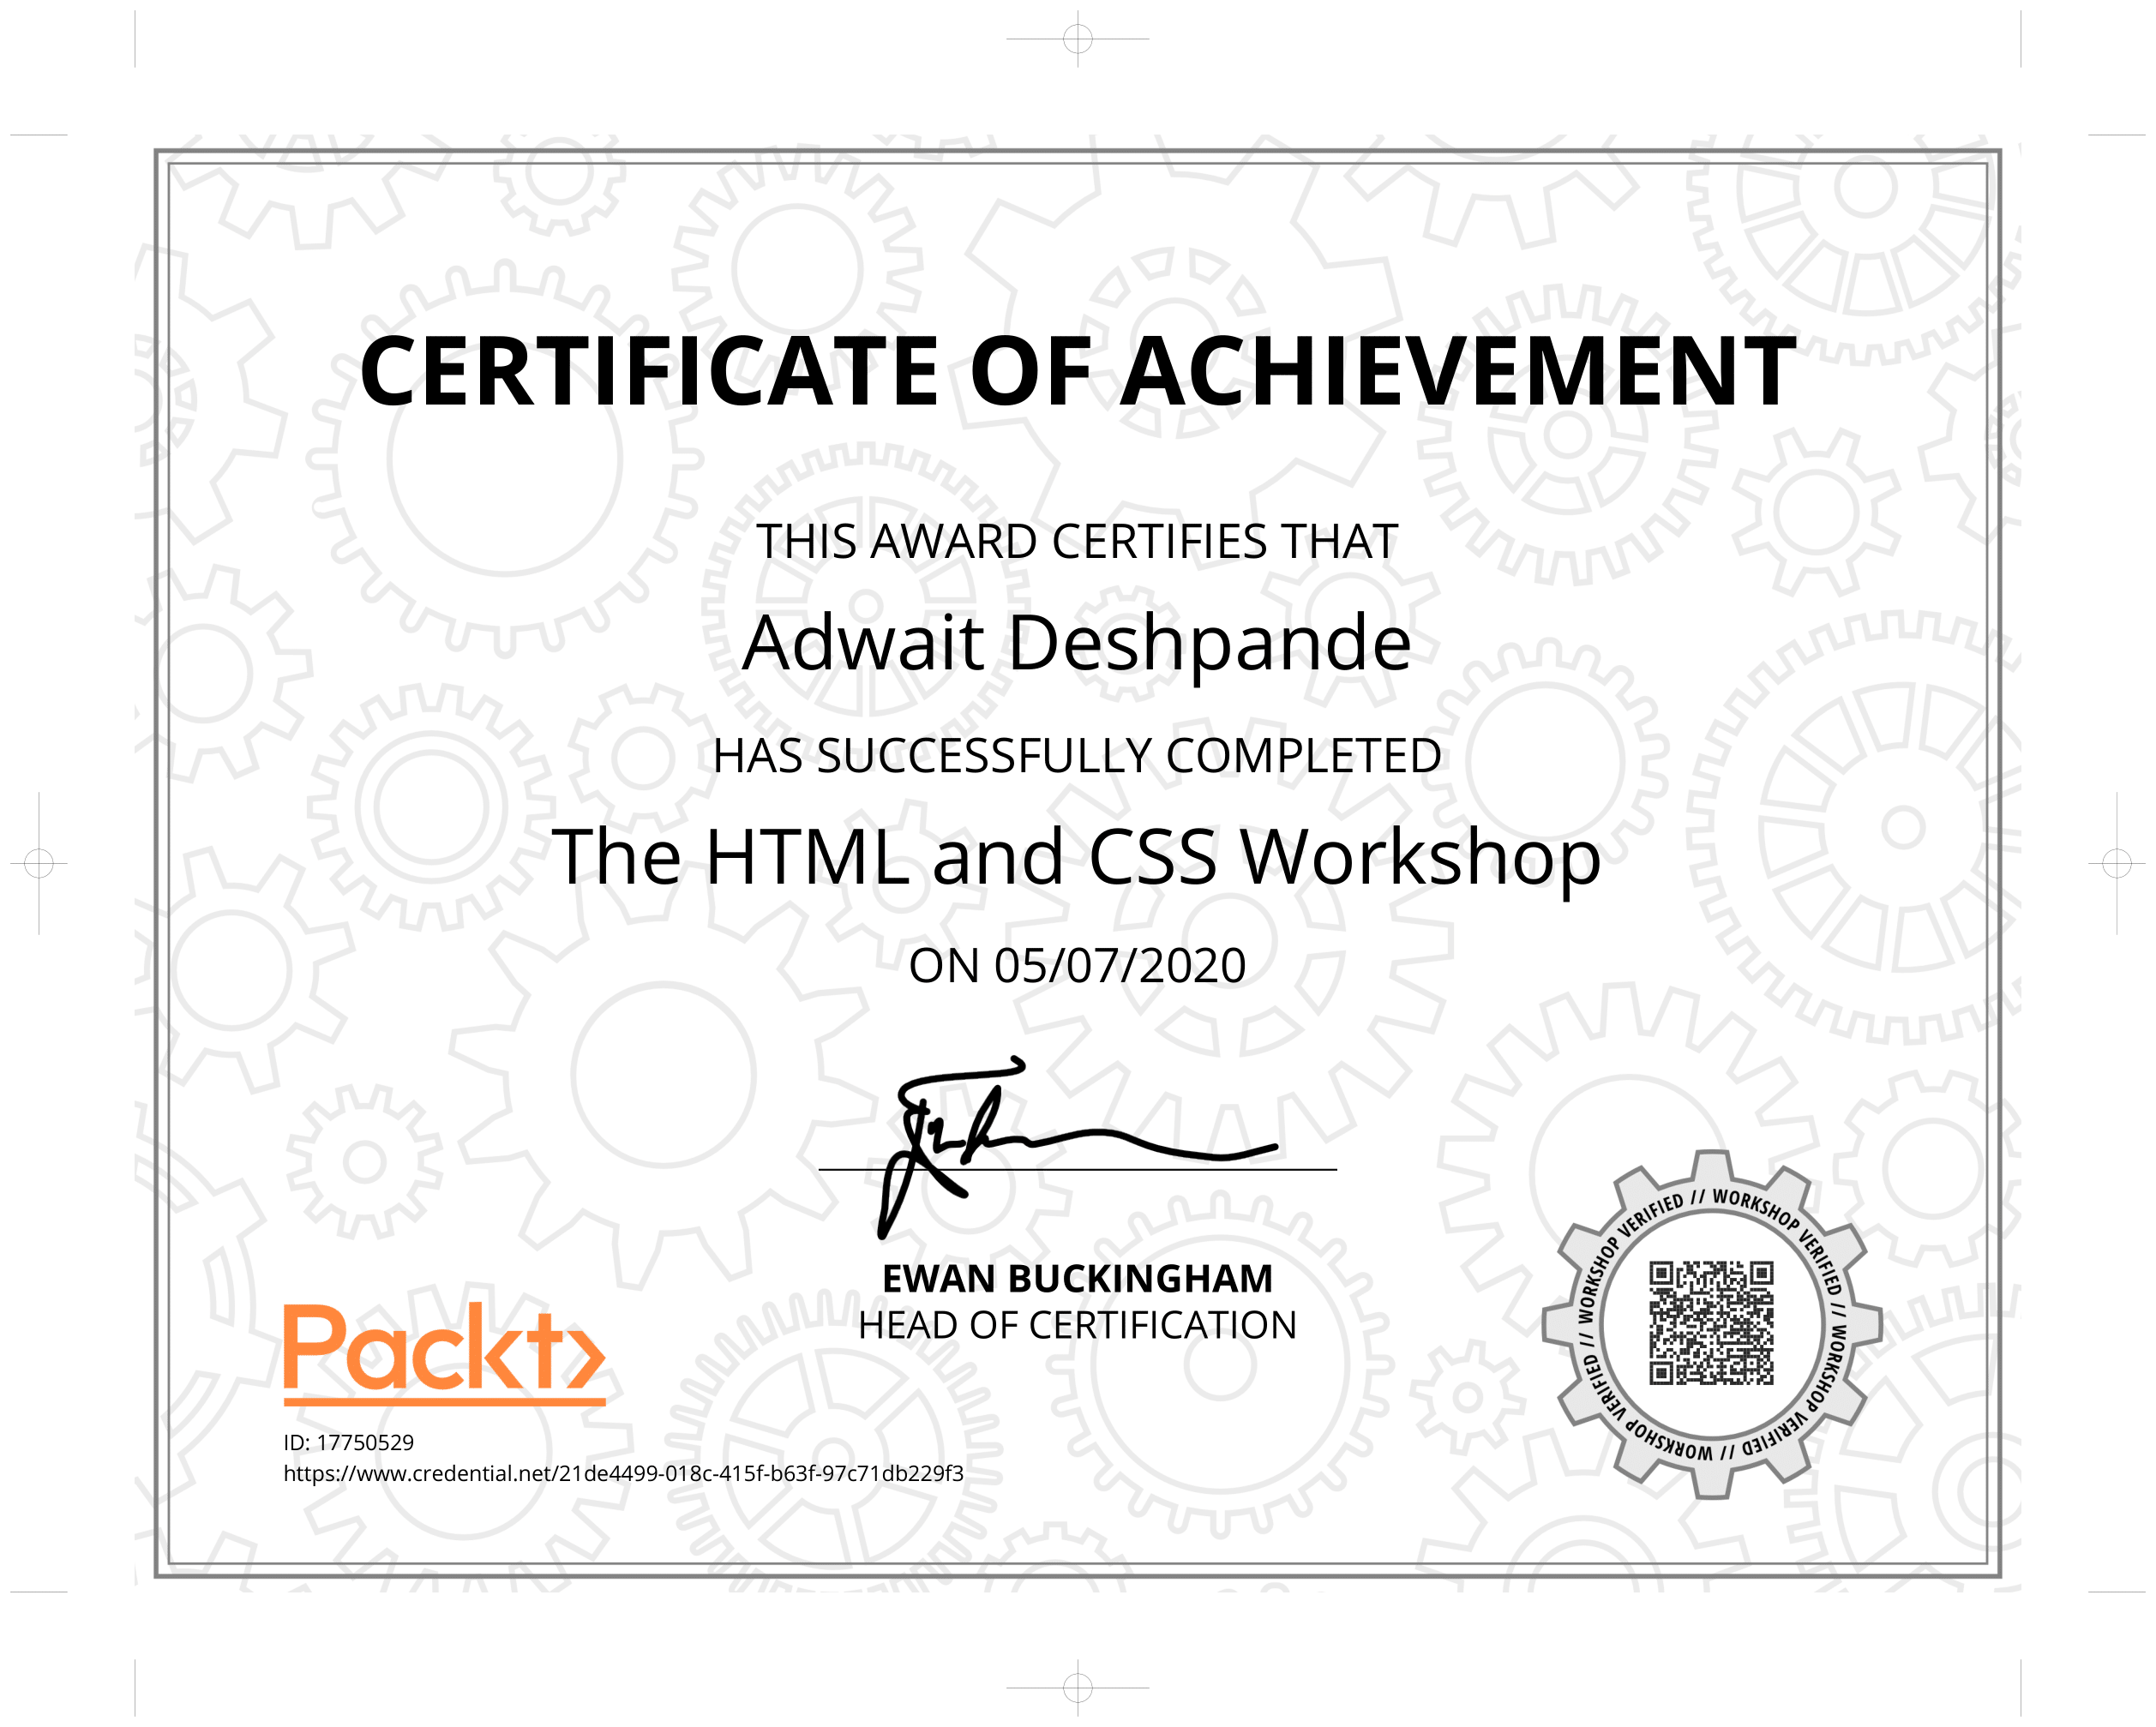 CERTIFICATE OF ACHIEVEMENT
THIS AWARD CERTIFIES THAT
Adwait Deshpande
HAS SUCCESSFULLY COMPLETED
The HTML and CSS Workshop
ON 05/07/2020
EWAN BUCKINGHAM
HEAD OF CERTIFICATION
Packt
ID: 17750529
https://www.credential.net/21de4499-018c-415f-b63f-97c71db229f3
WORKSHOP VERIFIED // WORKSHOP VERIFIED // WORKSHOP VERIFIED // WORKSHOP VERIFIED //